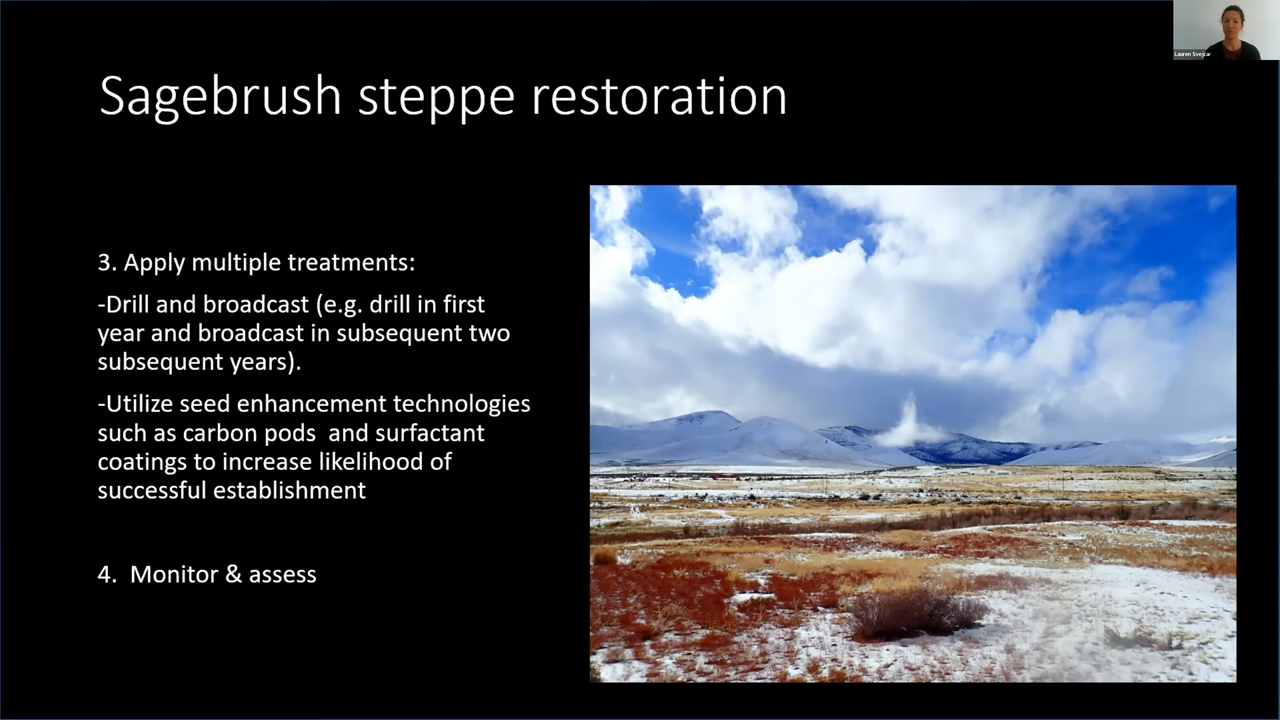 Lauren Svejcar
Sagebrush steppe restoration
3. Apply multiple treatments:
-Drill and broadcast (e.g. drill in first
year and broadcast in subsequent two
subsequent years).
-Utilize seed enhancement technologies
such as carbon pods  and surfactant
coatings to increase likelihood of
successful establishment
4.  Monitor & assess